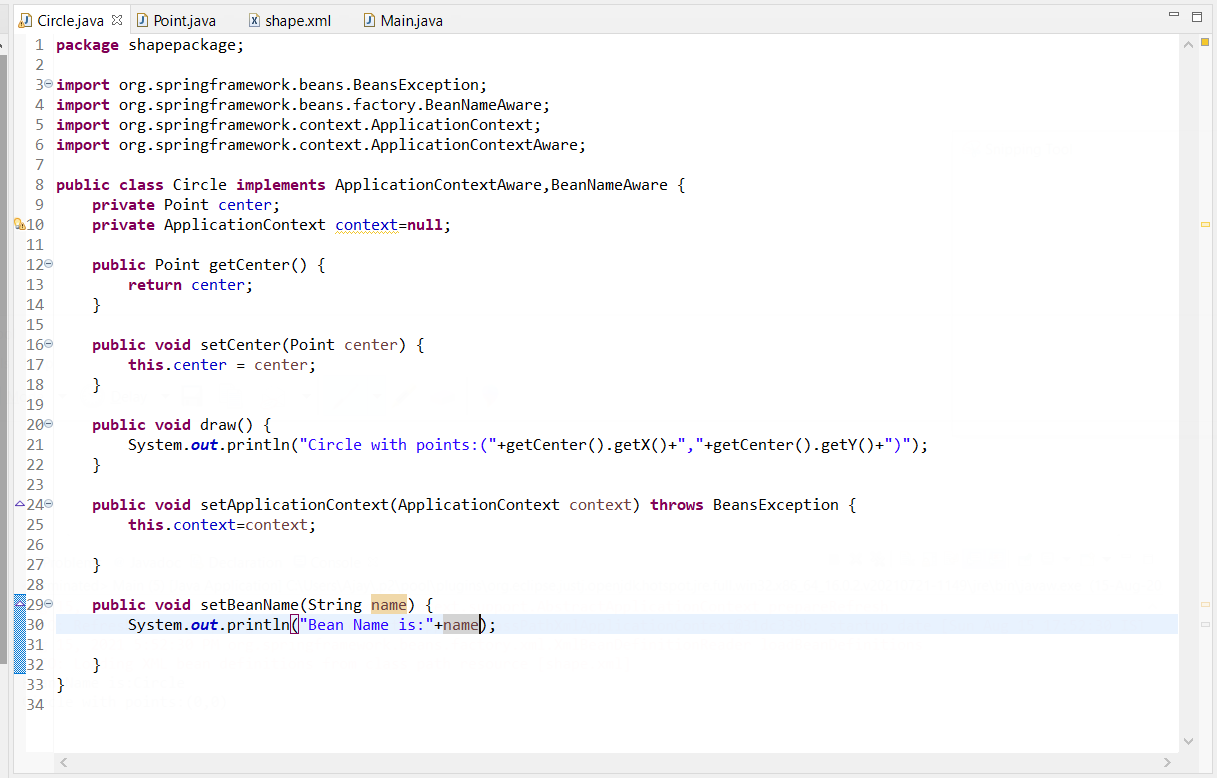 Circle.java Point.java shape.xml Main.java
1 package shapepackage;
2
3 import org.springframework.beans.BeansException;
4 import org.springframework.beans.factory.BeanNameAware;
5 import org.springframework.context.ApplicationContext;
6 import org.springframework.context.ApplicationContextAware;
7
8 public class Circle implements ApplicationContextAware,BeanNameAware {
9     private Point center;
10     private ApplicationContext context=null;
11
12     public Point getCenter() {
13         return center;
14     }
15
16     public void setCenter(Point center) {
17         this.center = center;
18     }
19
20     public void draw() {
21         System.out.println("Circle with points:("+getCenter().getX()+","+getCenter().getY()+")");
22     }
23
24     public void setApplicationContext(ApplicationContext context) throws BeansException {
25         this.context=context;
26
27     }
28
29     public void setBeanName(String name) {
30         System.out.println("Bean Name is:"+name);
31
32     }
33 }
34